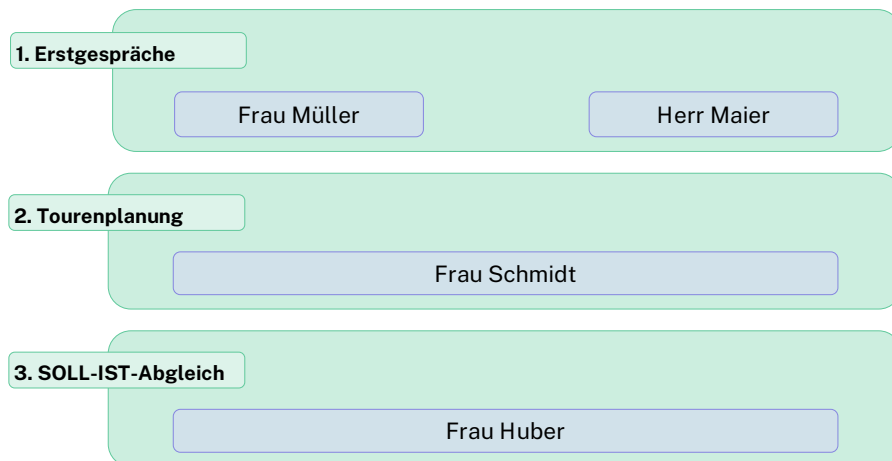 1. Erstgespräche
Frau Müller
Herr Maier
2. Tourenplanung
Frau Schmidt
3. SOLL-IST-Abgleich
Frau Huber